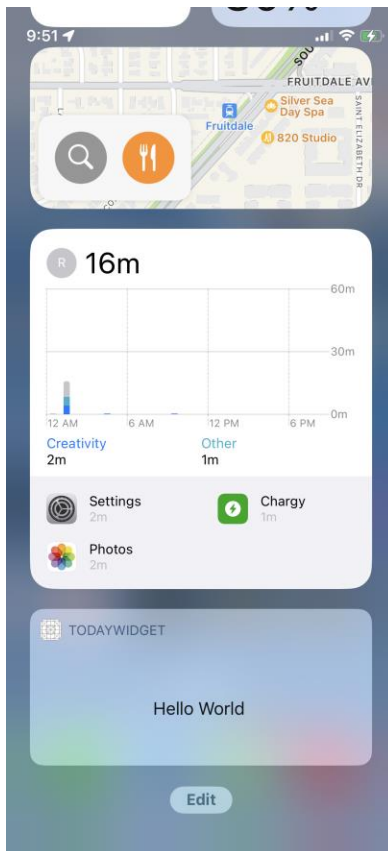 9:51
FRUITDALE AV
Silver Sea
Day Spa
Fruitdale
820 Studio
SAINT ELIZABETH DR
R 16m
60m
30m
0m
12 AM 6 AM 12 PM 6 PM
Creativity Other
2m 1m
Settings Chargy
2m 1m
Photos
2m
TODAYWIDGET
Hello World
Edit